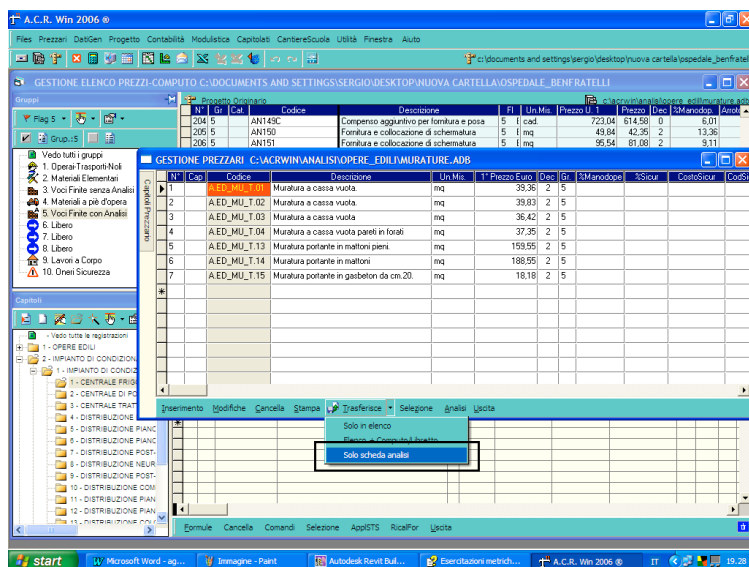 A.C.R. Win 2006 ®
Files Prezzari DatiGen Progetto Contabilità Modulistica Capitolati CantiereScuola Utilità Finestra Aiuto
c:\documents and settings\sergio\desktop\nuova cartella\ospedale_benfratel
GESTIONE ELENCO PREZZI-COMPUTO C:\DOCUMENTS AND SETTINGS\SERGIO\DESKTOP\NUOVA CARTELLA\OSPEDALE_BENFRATELLI
Gruppi
Progetto Originario
c:\acrwin\analisi\opere_edili\murature.adb
Flag 5
Grup.:5
N° Gr Cat. Codice Descrizione Fl Un.Mis. Prezzo U. 1 Prezzo Dec %Manodop.
204 5 AN149C Compenso aggiuntivo per fornitura e posa 5 cad. 723,04 614,58 0 6,01
205 5 AN150 Fornitura e collocazione di schermatura 5 mq 49,84 42,35 2 13,36
206 5 AN151 Fornitura e collocazione di schermatura 5 mq 95,54 81,08 2 9,11
Vedo tutti i gruppi
1. Operai-Trasporti-Noli
2. Materiali Elementari
3. Voci Finite senza Analisi
4. Materiali a piè d'opera
5. Voci Finite con Analisi
6. Libero
7. Libero
8. Libero
9. Lavori a Corpo
10. Oneri Sicurezza
GESTIONE PREZZARI C:\ACRWIN\ANALISI\OPERE_EDILI\MURATURE.ADB
Capitoli Prezzario
N° Cap Codice Descrizione Un.Mis. 1° Prezzo Euro Dec Gr. %Manodope %Sicur CostoSicur CodSi
1 A.ED_MU_T.01 Muratura a cassa vuota. mq 39,36 2 5
2 A.ED_MU_T.02 Muratura a cassa vuota. mq 39,83 2 5
3 A.ED_MU_T.03 Muratura a cassa vuota mq 36,42 2 5
4 A.ED_MU_T.04 Muratura a cassa vuota pareti in forati mq 37,35 2 5
5 A.ED_MU_T.13 Muratura portante in mattoni pieni. mq 159,55 2 5
6 A.ED_MU_T.14 Muratura portante in mattoni mq 188,55 2 5
7 A.ED_MU_T.15 Muratura portante in gasbeton da cm.20. mq 18,18 2 5
Inserimento Modifiche Cancella Stampa Trasferisce Selezione Analisi Uscita
Solo in elenco
Elenco + Computo/Libretto
Solo scheda analisi
Capitoli
- Vedo tutte le registrazioni
1 - OPERE EDILI
2 - IMPIANTO DI CONDIZION
1 - IMPIANTO DI CONDIZ
1 - CENTRALE FRIGO
2 - CENTRALE DI PO
3 - CENTRALE TRAT
4 - DISTRIBUZIONE
5 - DISTRIBUZIONE PIANO
6 - DISTRIBUZIONE PIANO
7 - DISTRIBUZIONE POST-
8 - DISTRIBUZIONE NEUR
9 - DISTRIBUZIONE POST-
10 - DISTRIBUZIONE COM
11 - DISTRIBUZIONE PIAN
12 - DISTRIBUZIONE PIAN
Formule Cancella Comandi Selezione ApplSTS RicalFor Uscita
start
Microsoft Word - ag...
Immagine - Paint
Autodesk Revit Buil...
Esercitazioni metrich...
A.C.R. Win 2006 ®
IT
19.28